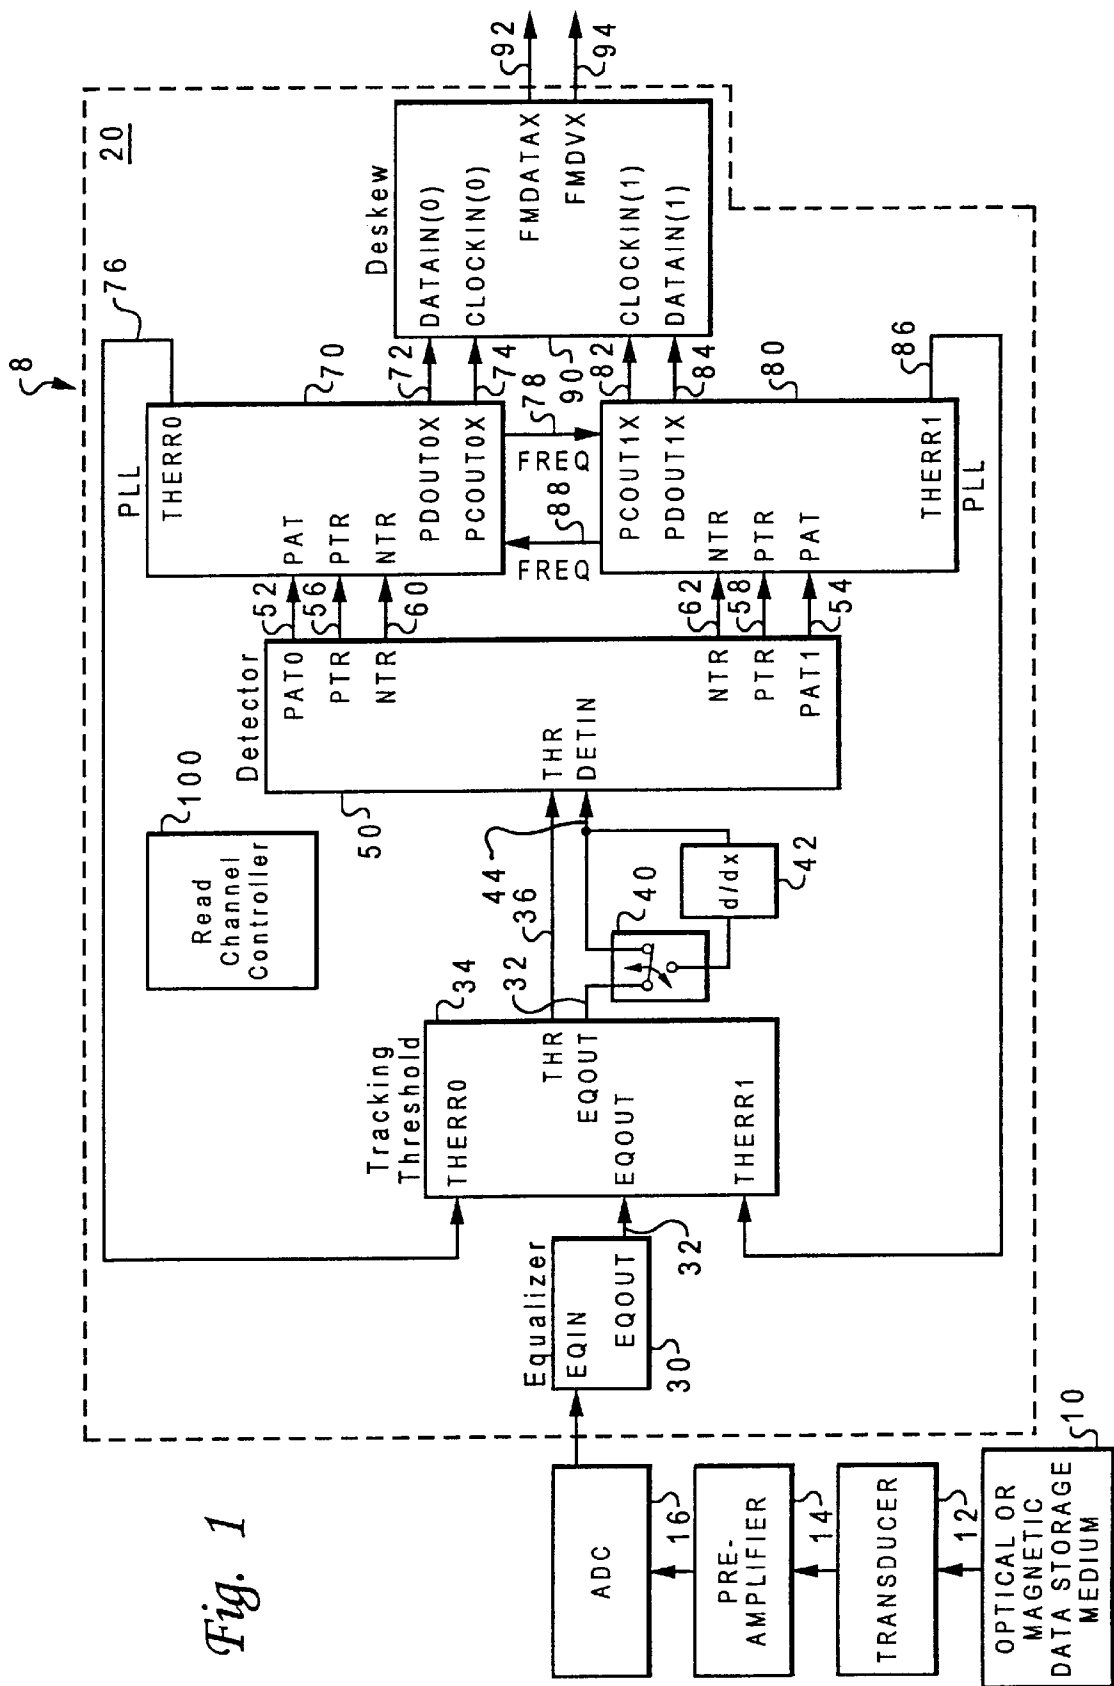 Fig. 1
8
20
OPTICAL OR
MAGNETIC
DATA STORAGE
MEDIUM
10
TRANSDUCER
12
PRE-
AMPLIFIER
14
ADC
16
Equalizer
EQIN
EQOUT
30
32
Tracking
Threshold
34
THERR0
THR
EQOUT
EQOUT
THERR1
32
36
44
40
d/dx
42
Read
Channel
Controller
100
Detector
50
THR
DETIN
PAT0
PTR
NTR
NTR
PTR
PAT1
52
56
60
62
58
54
PLL
THERR0
PAT
PTR
NTR
PDOUT0X
PCOUT0X
70
76
72
74
FREQ
88
FREQ
78
PCOUT1X
PDOUT1X
NTR
PTR
PAT
THERR1
PLL
80
86
82
84
Deskew
DATAIN(0)
CLOCKIN(0)
FMDATAX
FMDVX
CLOCKIN(1)
DATAIN(1)
90
92
94